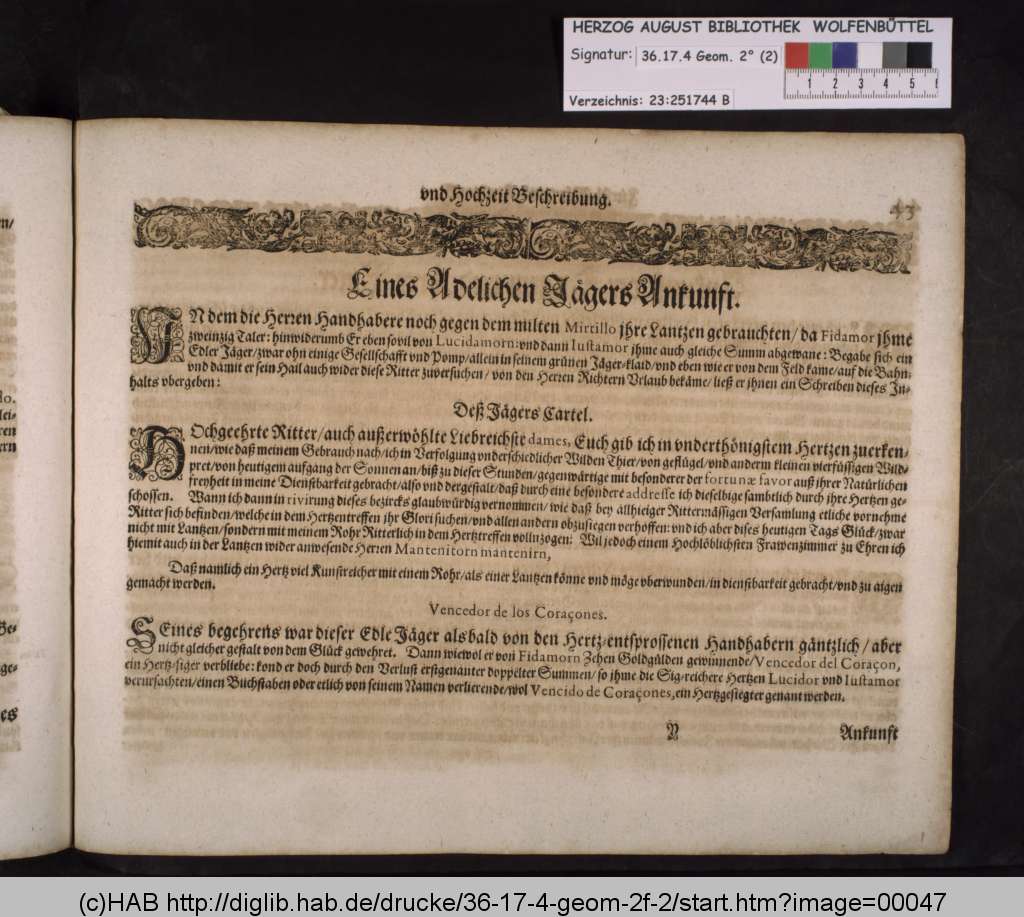 HERZOG AUGUST BIBLIOTHEK WOLFENBÜTTEL
Signatur: 36.17.4 Geom. 2° (2)
Verzeichnis: 23:251744 B
1 2 3 4 5
vnd Hochzeit Beschreibung.
43
Eines Adelichen Jägers Ankunft.
IN dem die Herren Handhabere noch gegen dem milten Mirtillo jhre Lantzen gebrauchten/ da Fidamor jhme
zweinzig Taler: hinwiderumb Er eben sovil von Lucidamorn: vnd dann Iustamor jhme auch gleiche Summ abgewane: Begabe sich ein
Edler Jäger/ zwar ohn einige Gesellschafft vnd Pomp/ allein in seinem grünen Jäger-klaid/ vnd eben wie er von dem Feld kame/ auf die Bahn:
vnd damit er sein Hail auch wider diese Ritter zuversuchen/ von den Herren Richtern Vrlaub bekäme/ ließ er jhnen ein Schreiben dieses In-
halts vbergeben:
Deß Jägers Cartel.
HOchgeehrte Ritter/ auch außerwöhlte Liebreichste dames, Euch gib ich in vnderthönigstem Hertzen zuerken-
nen/ wie daß meinem Gebrauch nach/ ich in Verfolgung vnderschiedlicher Wilden Thier/ von geflügel/ vnd anderm kleinen vierfüssigen Wild-
pret/ von heutigem aufgang der Sonnen an/ biß zu dieser Stunden/ gegenwärtige mit besonderer der fortunæ favor auß jhrer Natürlichen
freyheit in meine Dienstbarkeit gebracht/ also vnd dergestalt/ daß durch eine besondere addresse ich dieselbige sambtlich durch jhre Hertzen ge-
schossen. Wann ich dann in rivirung dieses bezircks glaubwürdig vernommen/ wie daß bey allhieiger Rittermässigen Versamlung etliche vornehme
Ritter sich befinden/ welche in dem Hertzentreffen jhr Glori suchen/ vnd allen andern obzusiegen verhoffen: vnd ich aber dises heutigen Tags Glück/ zwar
nicht mit Lantzen/ sondern mit meinem Rohr Ritterlich in dem Hertztreffen vollnzogen: Wil jedoch einem Hochlöblichsten Frawenzimmer zu Ehren ich
hiemit auch in der Lantzen wider anwesende Herren Mantenitorn mantenirn,
Daß namlich ein Hertz viel Kunstreicher mit einem Rohr/ als einer Lantzen könne vnd möge vberwunden/ in dienstbarkeit gebracht/ vnd zu aigen
gemacht werden.
Vencedor de los Coraçones.
SEines begehrens war dieser Edle Jäger alsbald von den Hertz-entsprossenen Handhabern gäntzlich/ aber
nicht gleicher gestalt von dem Glück gewehret. Dann wiewol er von Fidamorn Zehen Goldgülden gewinnende/ Vencedor del Coraçon,
ein Hertz-siger verbliebe: kond er doch durch den Verlust erstgenanter doppelter Summen/ so jhme die Sig/reichere Hertzen Lucidor vnd Iustamor
verursachten/ einen Buchstaben oder etlich von seinem Namen verlierende/ wol Vencido de Coraçones, ein Hertzgesiegter genant werden.
N
Ankunft
(c)HAB http://diglib.hab.de/drucke/36-17-4-geom-2f-2/start.htm?image=00047